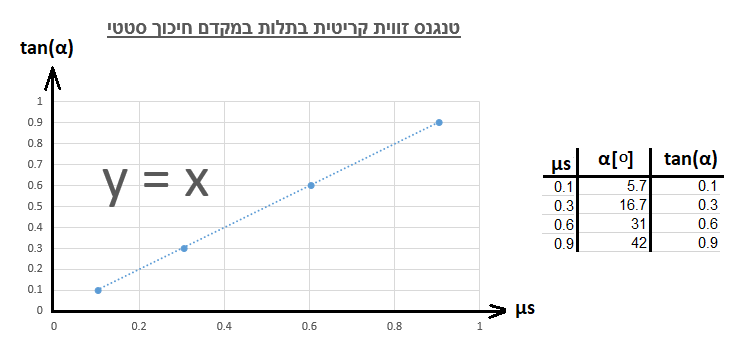 טנגנס זווית קריטית בתלות במקדם חיכוך סטטי
tan(α)
1
0.9
0.8
0.7
0.6
0.5
0.4
0.3
0.2
0.1
0
y = x
0 0.2 0.4 0.6 0.8 1
μs
μs α[º] tan(α)
0.1 5.7 0.1
0.3 16.7 0.3
0.6 31 0.6
0.9 42 0.9